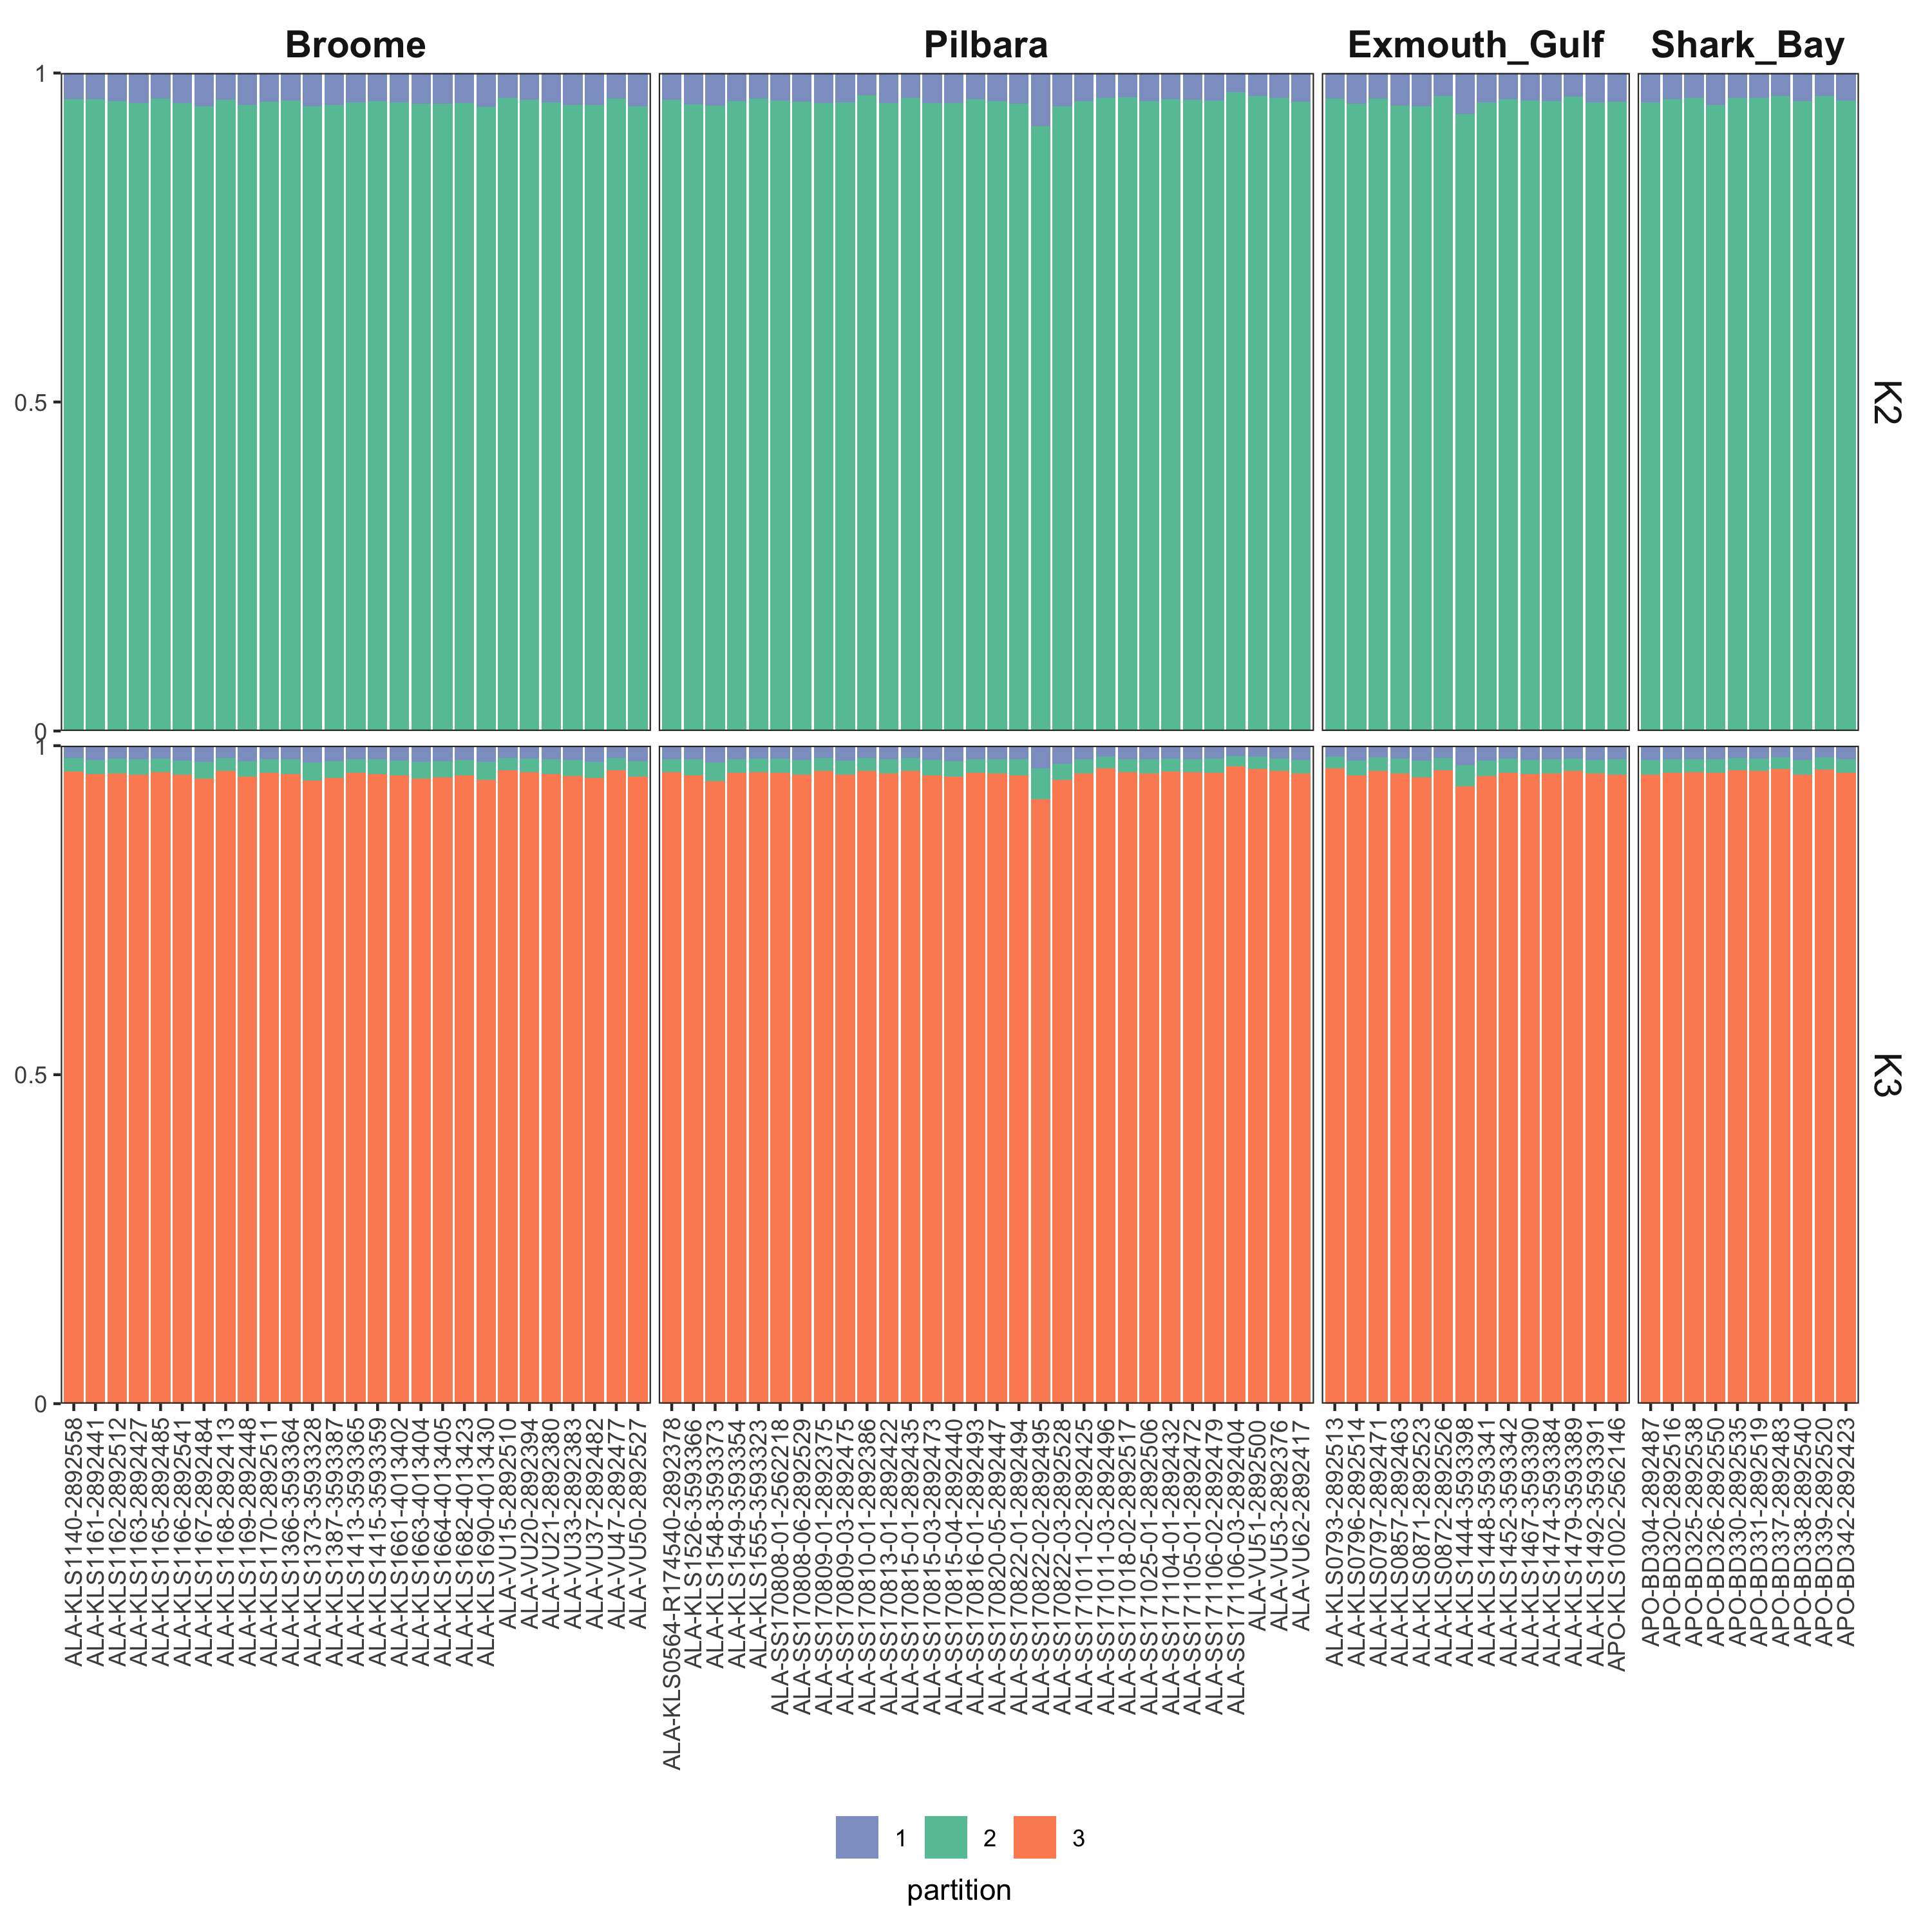 Broome Pilbara Exmouth_Gulf Shark_Bay
1
0.5
0
K2
1
0.5
0
K3
ALA-KLS1140-2892558
ALA-KLS1161-2892441
ALA-KLS1162-2892512
ALA-KLS1163-2892427
ALA-KLS1165-2892485
ALA-KLS1166-2892541
ALA-KLS1167-2892484
ALA-KLS1168-2892413
ALA-KLS1169-2892448
ALA-KLS1170-2892511
ALA-KLS1366-3593364
ALA-KLS1373-3593328
ALA-KLS1387-3593387
ALA-KLS1413-3593365
ALA-KLS1415-3593359
ALA-KLS1661-4013402
ALA-KLS1663-4013404
ALA-KLS1664-4013405
ALA-KLS1682-4013423
ALA-KLS1690-4013430
ALA-VU15-2892510
ALA-VU20-2892394
ALA-VU21-2892380
ALA-VU33-2892383
ALA-VU37-2892482
ALA-VU47-2892477
ALA-VU50-2892527
ALA-KLS0564-R174540-2892378
ALA-KLS1526-3593366
ALA-KLS1548-3593373
ALA-KLS1549-3593354
ALA-KLS1555-3593323
ALA-SS170808-01-2562218
ALA-SS170808-06-2892529
ALA-SS170809-01-2892375
ALA-SS170809-03-2892475
ALA-SS170810-01-2892386
ALA-SS170813-01-2892422
ALA-SS170815-01-2892435
ALA-SS170815-03-2892473
ALA-SS170815-04-2892440
ALA-SS170816-01-2892493
ALA-SS170820-05-2892447
ALA-SS170822-01-2892494
ALA-SS170822-02-2892495
ALA-SS170822-03-2892528
ALA-SS171011-02-2892425
ALA-SS171011-03-2892496
ALA-SS171018-02-2892517
ALA-SS171025-01-2892506
ALA-SS171104-01-2892432
ALA-SS171105-01-2892472
ALA-SS171106-02-2892479
ALA-SS171106-03-2892404
ALA-VU51-2892500
ALA-VU53-2892376
ALA-VU62-2892417
ALA-KLS0793-2892513
ALA-KLS0796-2892514
ALA-KLS0797-2892471
ALA-KLS0857-2892463
ALA-KLS0871-2892523
ALA-KLS0872-2892526
ALA-KLS1444-3593398
ALA-KLS1448-3593341
ALA-KLS1452-3593342
ALA-KLS1467-3593390
ALA-KLS1474-3593384
ALA-KLS1479-3593389
ALA-KLS1492-3593391
APO-KLS1002-2562146
APO-BD304-2892487
APO-BD320-2892516
APO-BD325-2892538
APO-BD326-2892550
APO-BD330-2892535
APO-BD331-2892519
APO-BD337-2892483
APO-BD338-2892540
APO-BD339-2892520
APO-BD342-2892423
1 2 3
partition